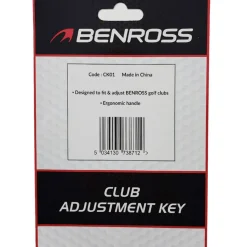 BENROSS
Code : CK01 Made in China
• Designed to fit & adjust BENROSS golf clubs
• Ergonomic handle
5 034130 738712 >
CLUB
ADJUSTMENT KEY